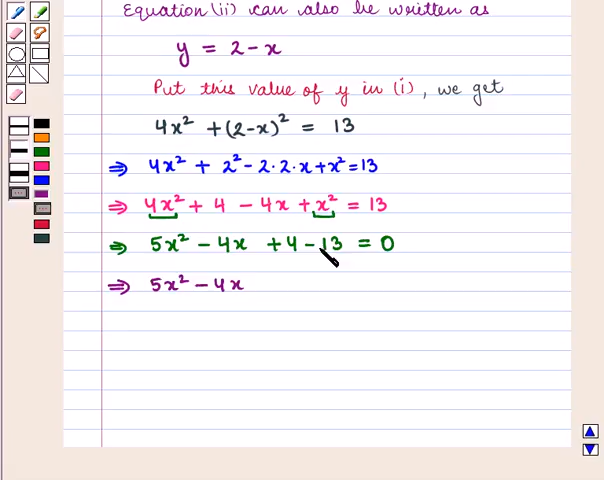 Equation (ii) can also be written as
y = 2 - x
Put this value of y in (i), we get
4x² + (2-x)² = 13
⇒ 4x² + 2² - 2·2·x + x² = 13
⇒ 4x² + 4 - 4x + x² = 13
⇒ 5x² - 4x + 4 - 13 = 0
⇒ 5x² - 4x